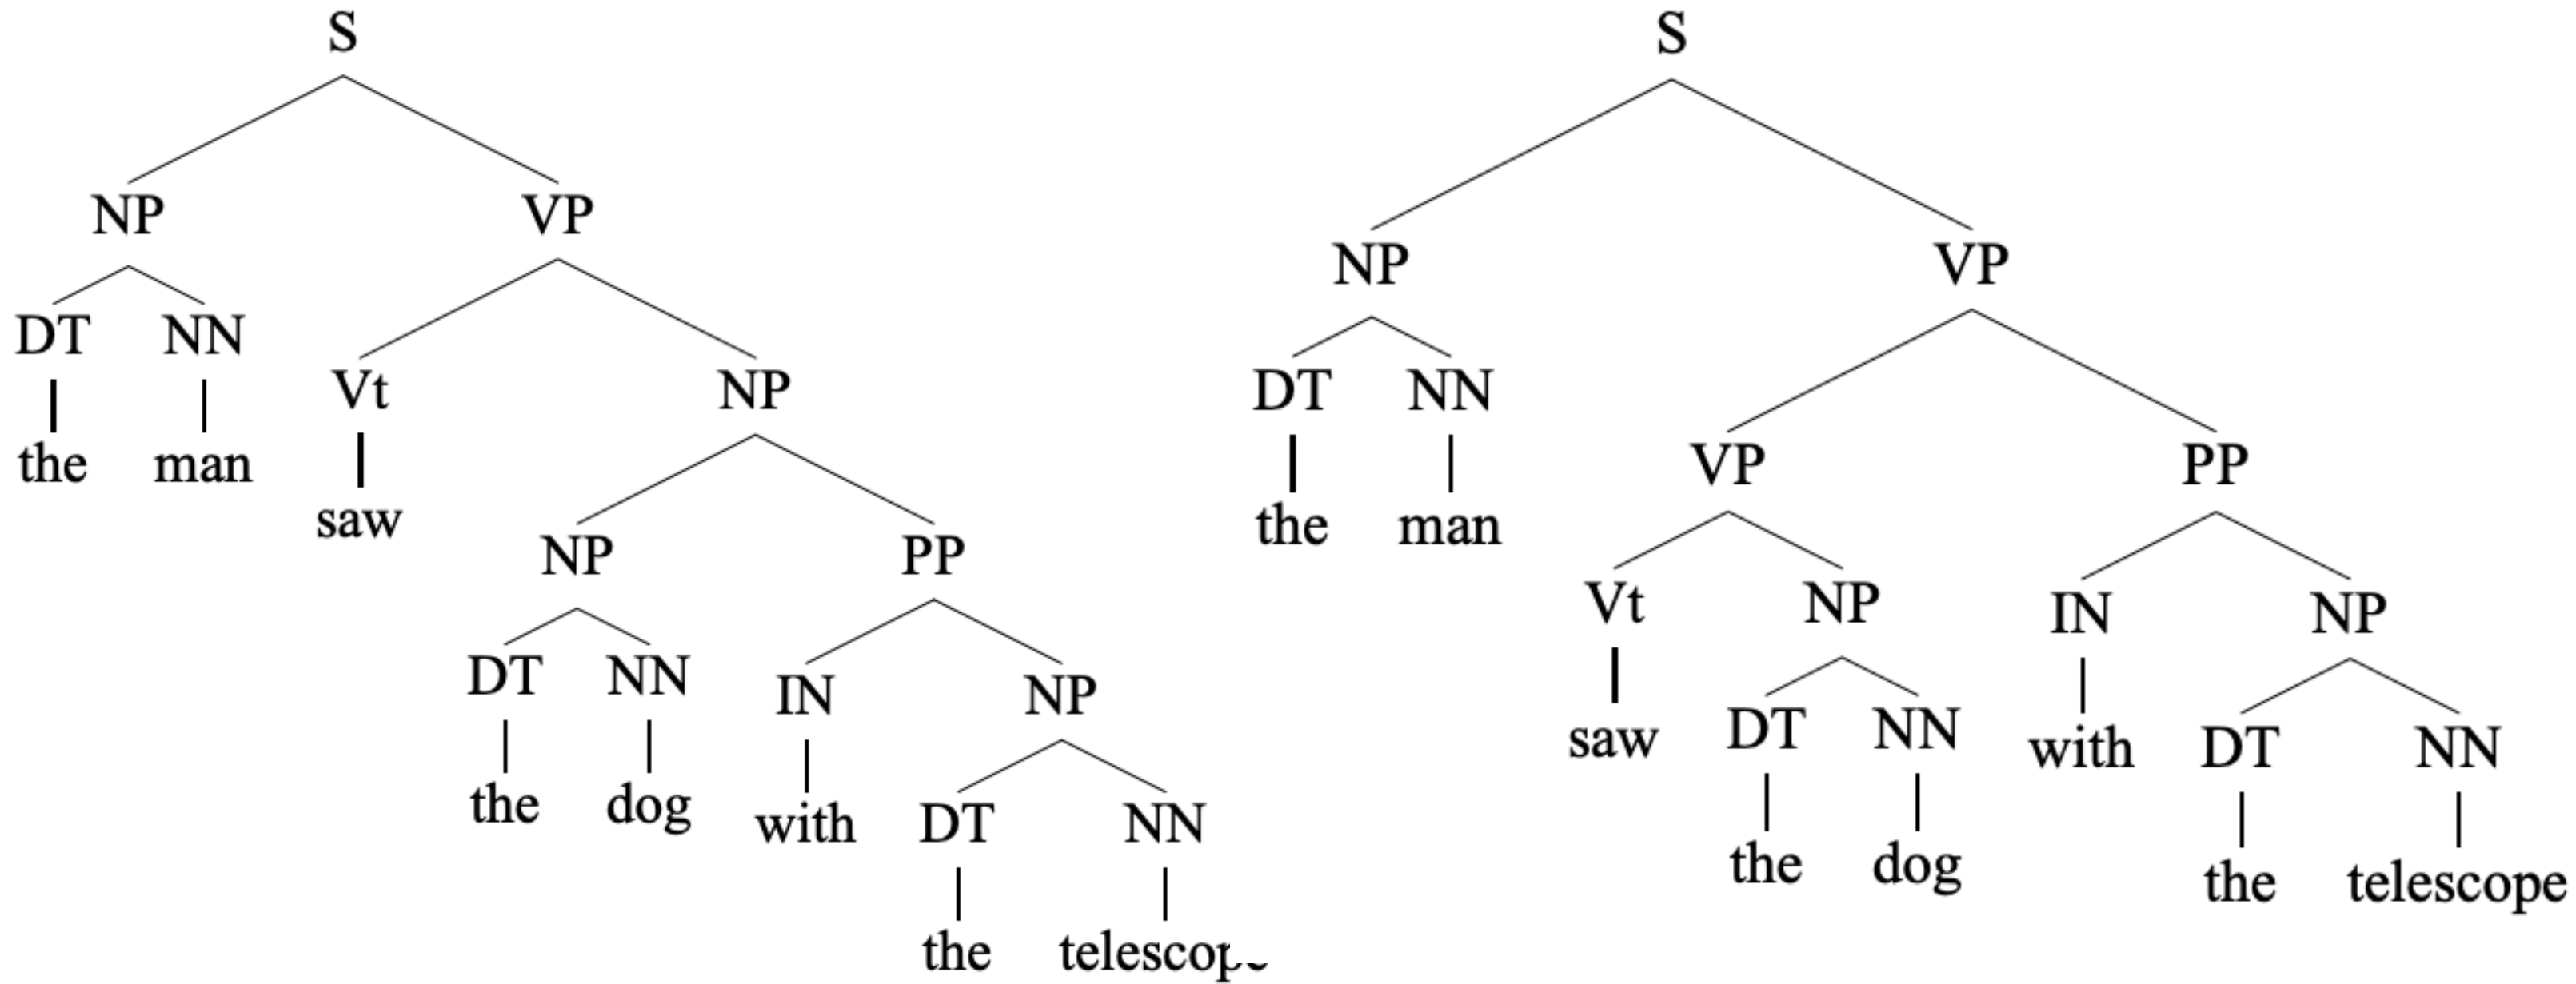 S
NP VP
DT NN Vt NP
the man saw NP PP
DT NN IN NP
the dog with DT NN
the telescope
S
NP VP
DT NN VP PP
the man Vt NP IN NP
saw DT NN with DT NN
the dog the telescope